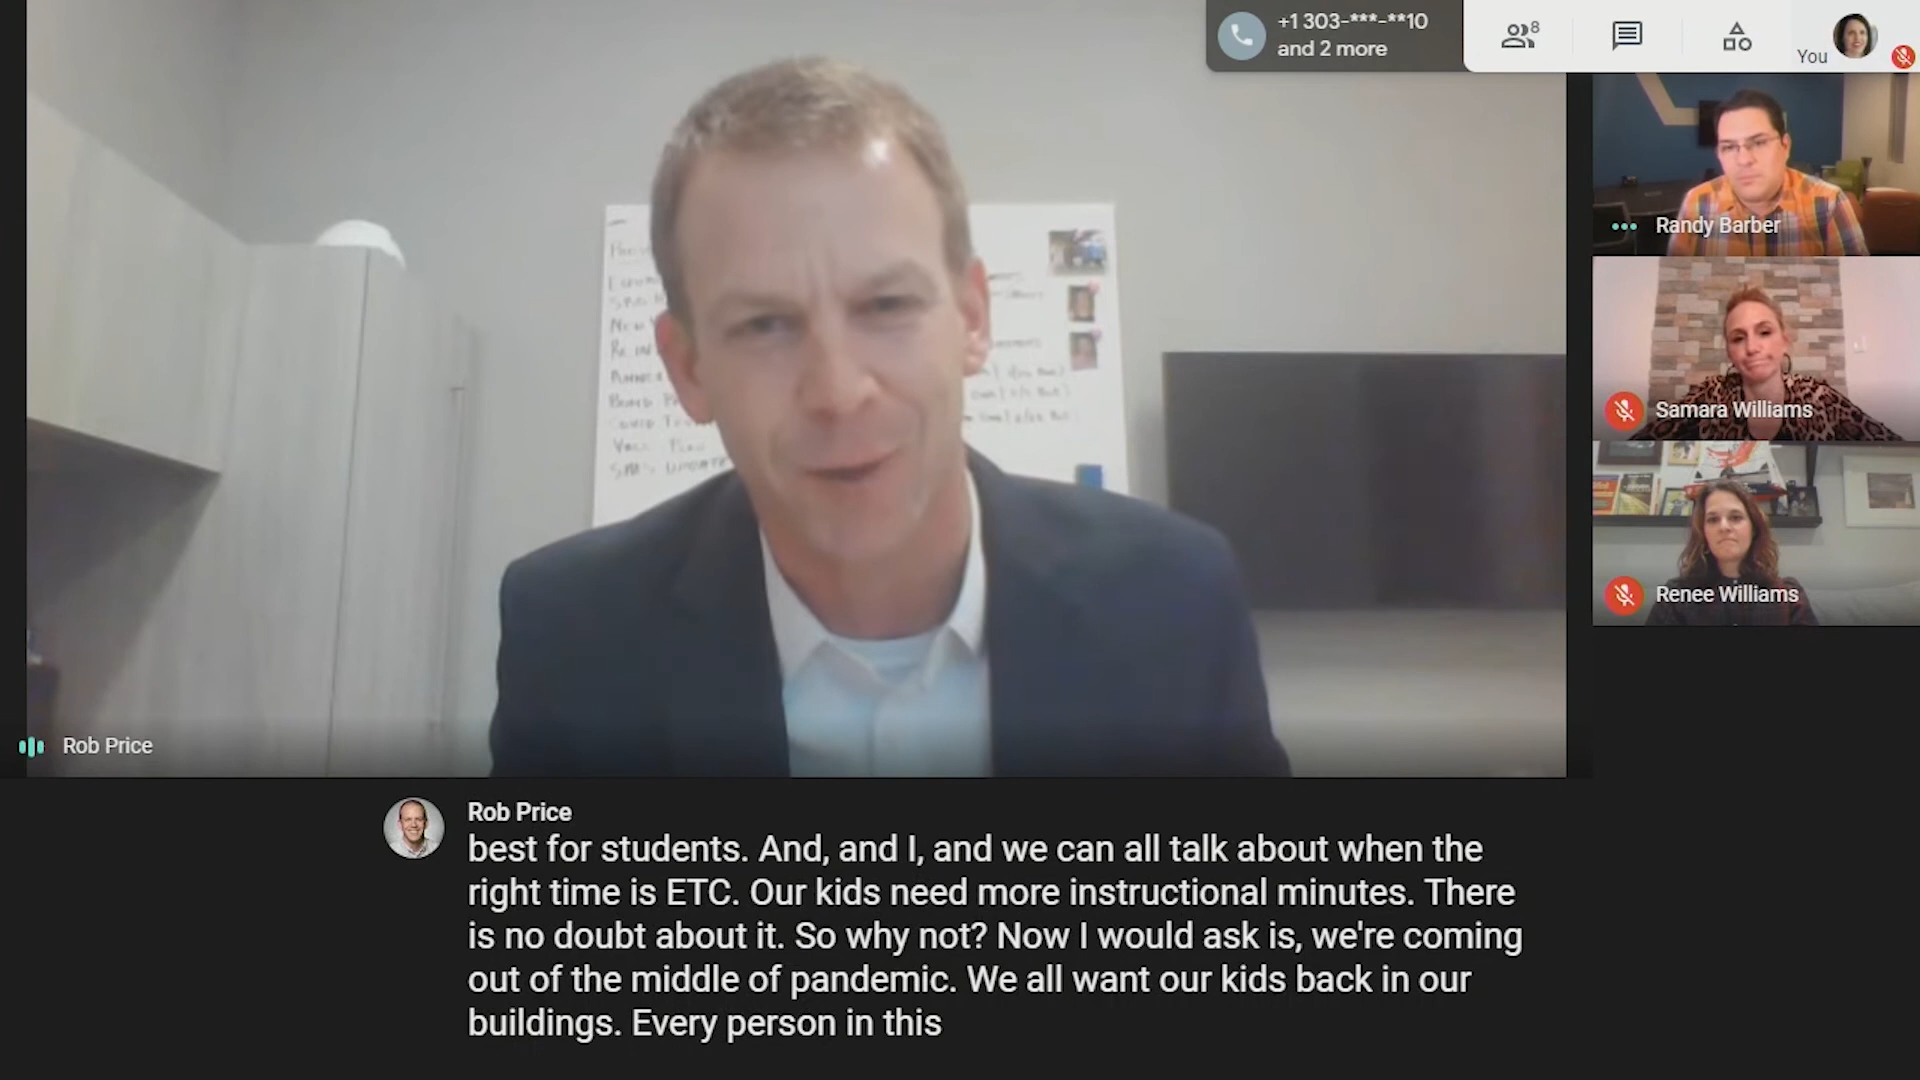 +1 303-***-**10
and 2 more
8
You
Randy Barber
Samara Williams
Renee Williams
Rob Price
Rob Price
best for students. And, and I, and we can all talk about when the
right time is ETC. Our kids need more instructional minutes. There
is no doubt about it. So why not? Now I would ask is, we're coming
out of the middle of pandemic. We all want our kids back in our
buildings. Every person in this